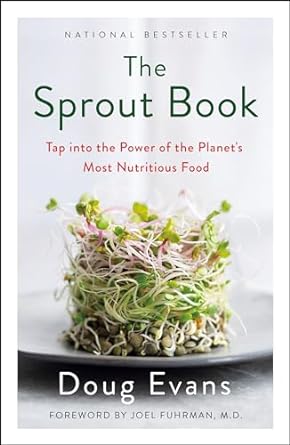 NATIONAL BESTSELLER
The
Sprout Book
Tap into the Power of the Planet's
Most Nutritious Food
Doug Evans
FOREWORD BY JOEL FUHRMAN, M.D.